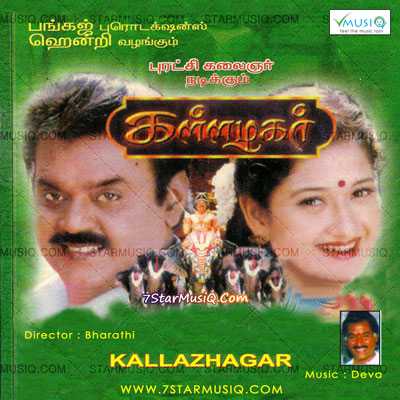 பங்கஜ் புரொடக்ஷன்ஸ்
ஹென்றி வழங்கும்
VMUSIQ
feel the music rain
புரட்சி கலைஞர்
நடிக்கும்
கள்ளழகர்
7StarMusiQ.Com
Director : Bharathi
KALLAZHAGAR
Music : Deva
WWW.7STARMUSIQ.COM